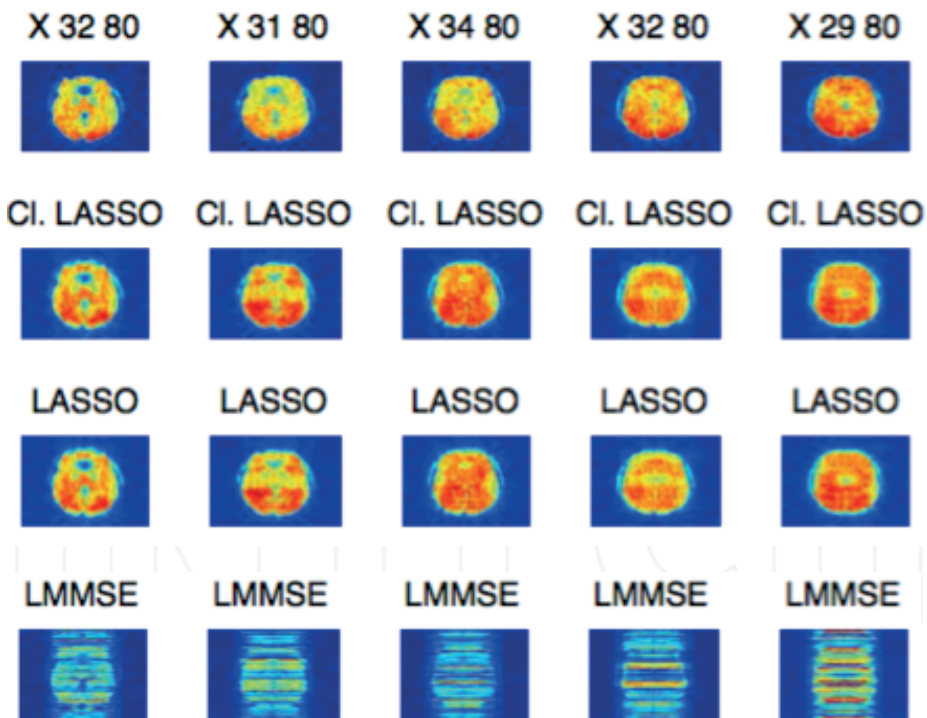 X 32 80 X 31 80 X 34 80 X 32 80 X 29 80
Cl. LASSO Cl. LASSO Cl. LASSO Cl. LASSO Cl. LASSO
LASSO LASSO LASSO LASSO LASSO
LMMSE LMMSE LMMSE LMMSE LMMSE